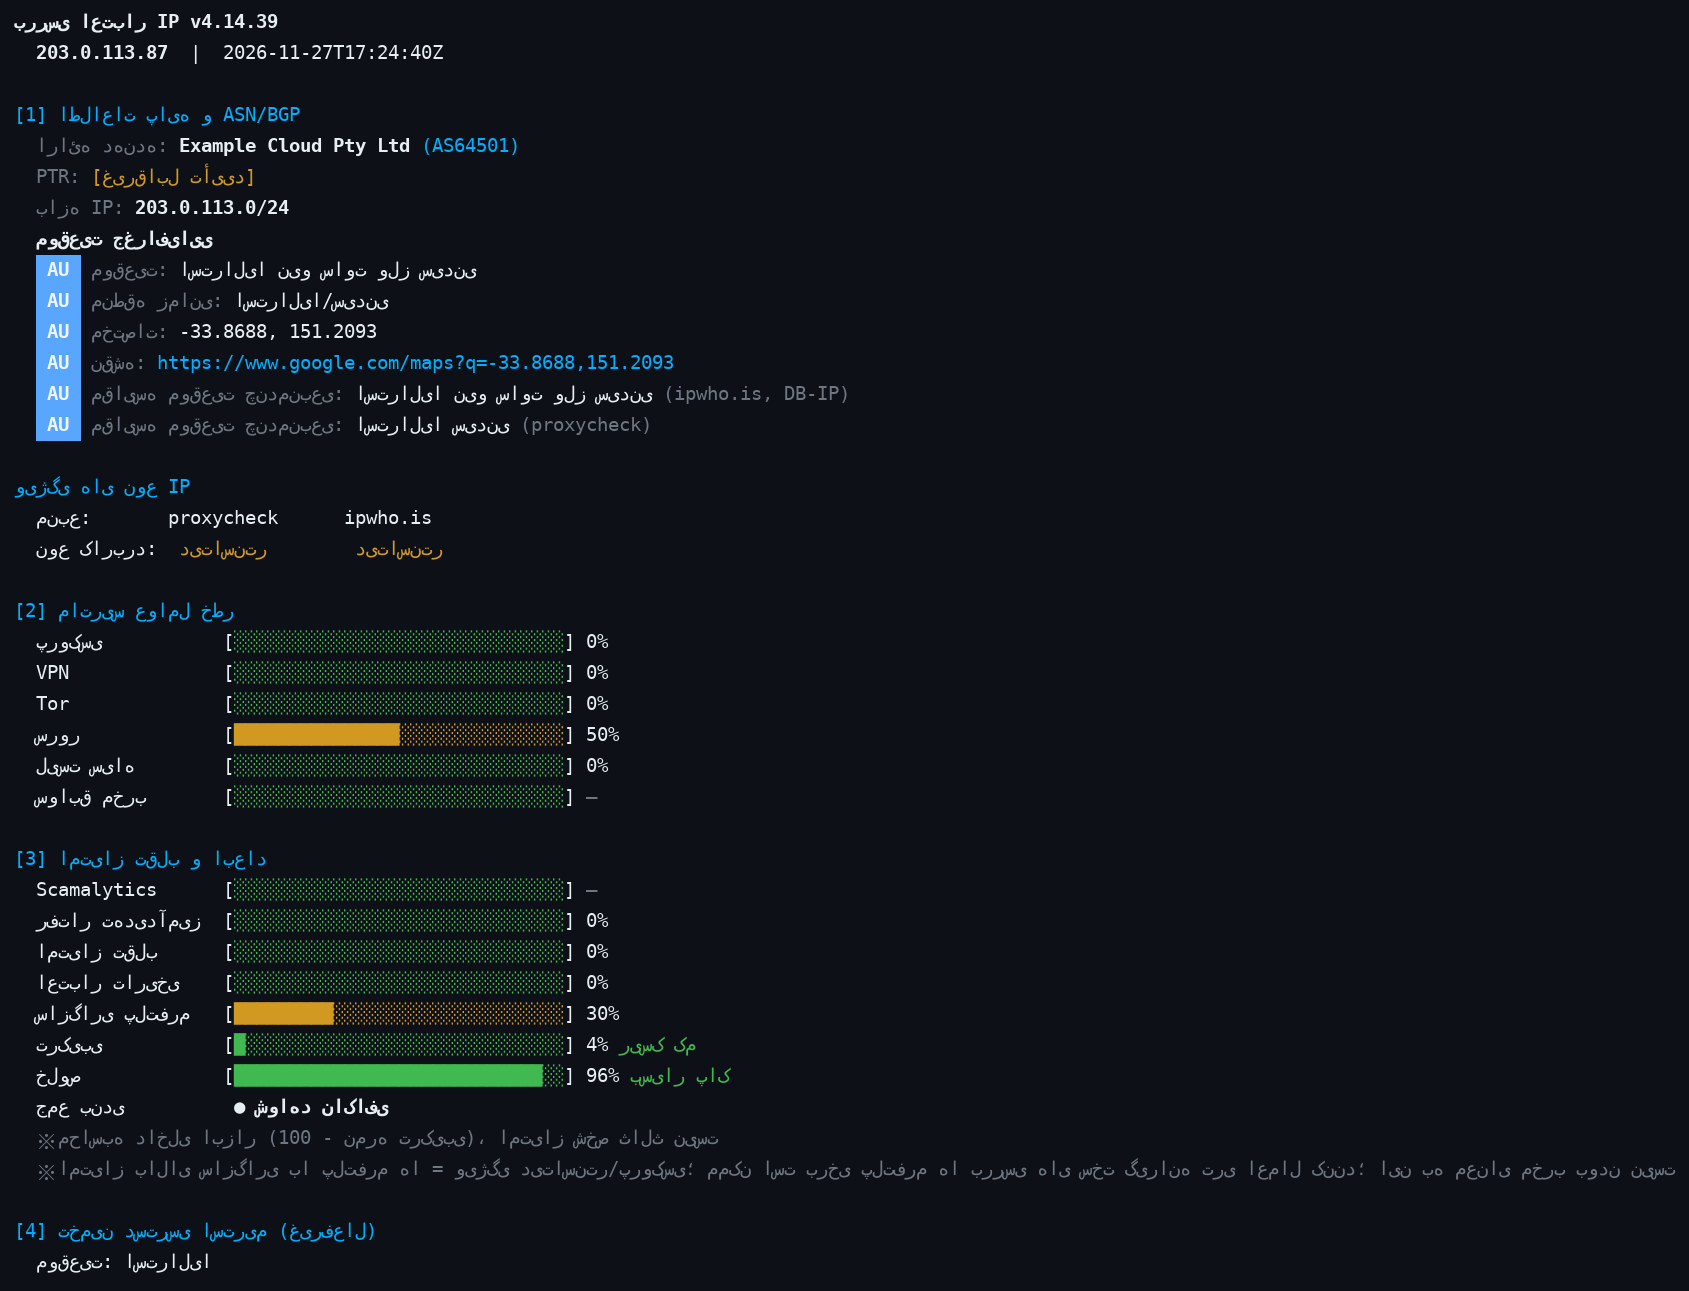 بررسی اعتبار IP v4.14.39
203.0.113.87 | 2026-11-27T17:24:40Z
[1] اطلاعات پایه و ASN/BGP
ارائه دهنده: Example Cloud Pty Ltd (AS64501)
PTR: [غیرقابل تأیید]
بازه IP: 203.0.113.0/24
موقعیت جغرافیایی
AU موقعیت: استرالیا نیو ساوت ولز سیدنی
AU منطقه زمانی: استرالیا/سیدنی
AU مختصات: -33.8688, 151.2093
AU نقشه: https://www.google.com/maps?q=-33.8688,151.2093
AU مقایسه موقعیت چندمنبعی: استرالیا نیو ساوت ولز سیدنی (ipwho.is, DB-IP)
AU مقایسه موقعیت چندمنبعی: استرالیا سیدنی (proxycheck)
ویژگی های نوع IP
منبع: proxycheck ipwho.is
نوع کاربرد: دیتاسنتر دیتاسنتر
[2] ماتریس عوامل خطر
پروکسی [░░░░░░░░░░░░░░░░░░░░░░░░░░░░░░] 0%
VPN [░░░░░░░░░░░░░░░░░░░░░░░░░░░░░░] 0%
Tor [░░░░░░░░░░░░░░░░░░░░░░░░░░░░░░] 0%
سرور [███████████████░░░░░░░░░░░░░░░] 50%
لیست سیاه [░░░░░░░░░░░░░░░░░░░░░░░░░░░░░░] 0%
سوابق مخرب [░░░░░░░░░░░░░░░░░░░░░░░░░░░░░░] —
[3] امتیاز تقلب و ابعاد
Scamalytics [░░░░░░░░░░░░░░░░░░░░░░░░░░░░░░] —
رفتار تهدیدآمیز [░░░░░░░░░░░░░░░░░░░░░░░░░░░░░░] 0%
امتیاز تقلب [░░░░░░░░░░░░░░░░░░░░░░░░░░░░░░] 0%
اعتبار تاریخی [░░░░░░░░░░░░░░░░░░░░░░░░░░░░░░] 0%
سازگاری پلتفرم [█████████░░░░░░░░░░░░░░░░░░░░░] 30%
ترکیبی [█░░░░░░░░░░░░░░░░░░░░░░░░░░░░░] 4% ریسک کم
خلوص [████████████████████████████░░] 96% بسیار پاک
جمع بندی ● شواهد ناکافی
※ محاسبه داخلی ابزار (100 - نمره ترکیبی)، امتیاز شخص ثالث نیست
※ امتیاز بالای سازگاری با پلتفرم ها = ویژگی دیتاسنتر/پروکسی؛ ممکن است برخی پلتفرم ها بررسی های سخت گیرانه تری اعمال کنند؛ این به معنای مخرب بودن نیست
[4] تخمین دسترسی استریم (غیرفعال)
موقعیت: استرالیا